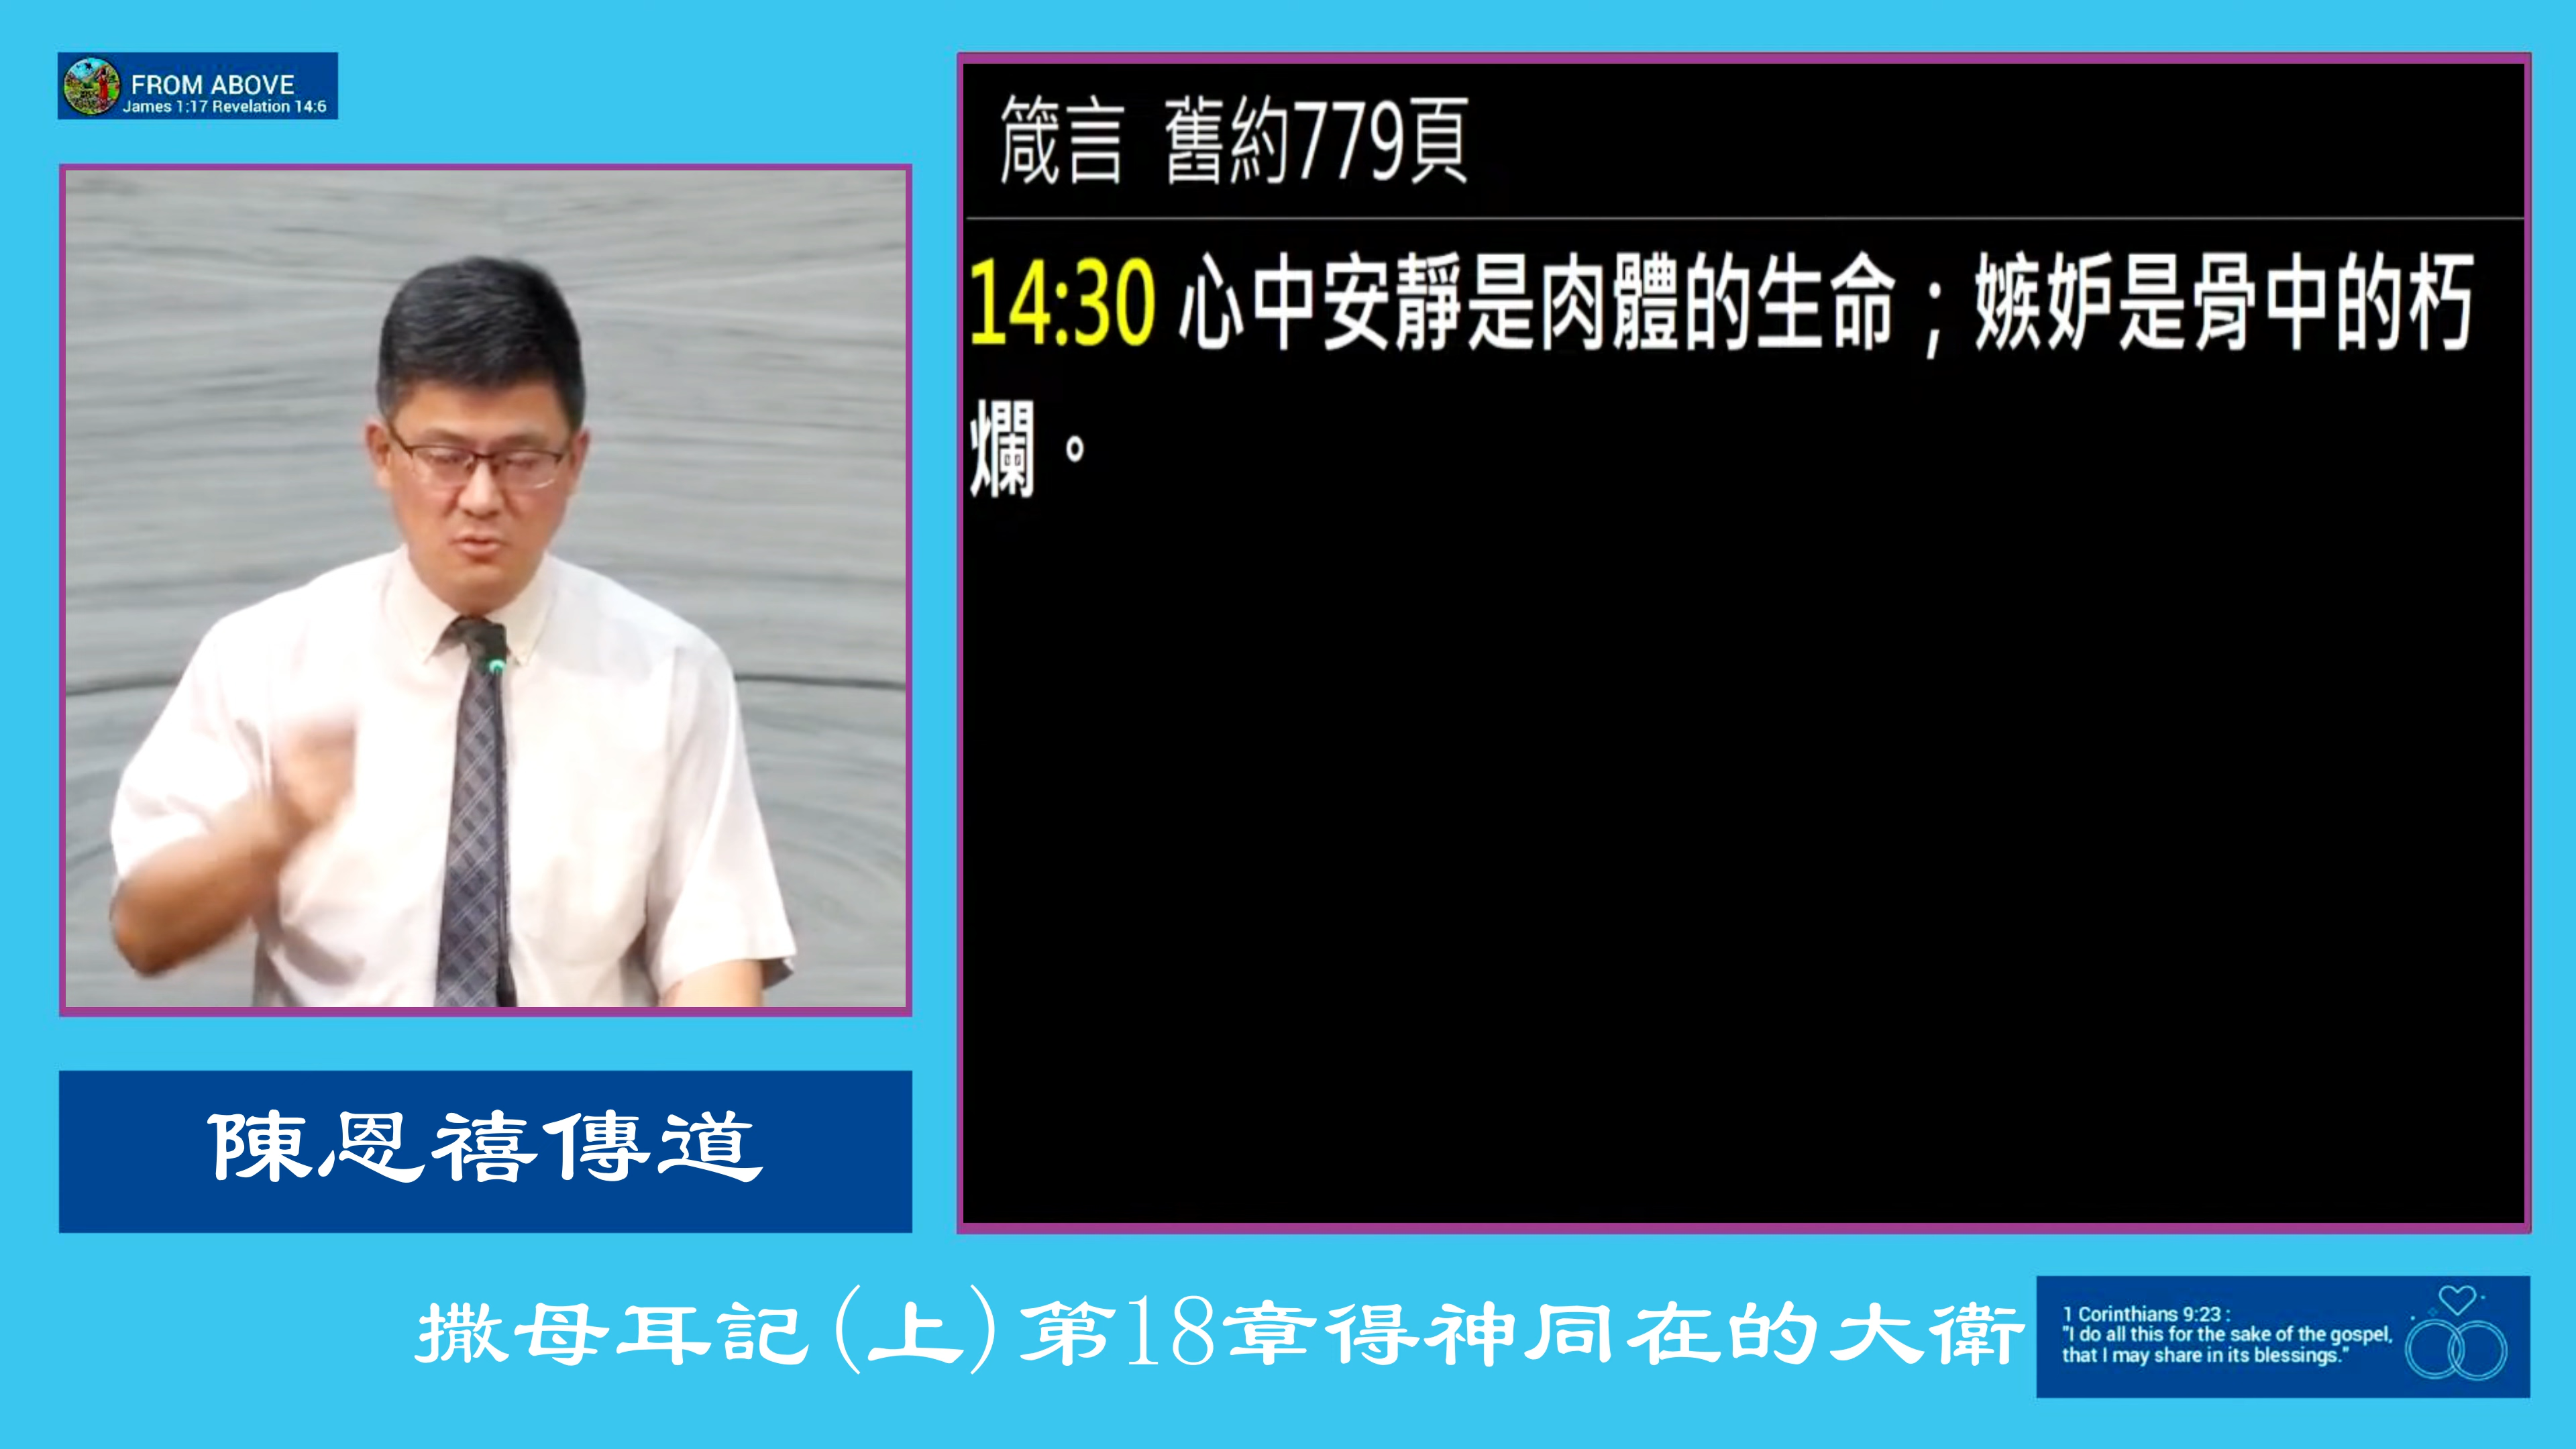 FROM ABOVE
James 1:17 Revelation 14:6
箴言 舊約779頁
14:30 心中安靜是肉體的生命；嫉妒是骨中的朽
爛。
陳恩禧傳道
撒母耳記(上)第18章得神同在的大衛
1 Corinthians 9:23 :
"I do all this for the sake of the gospel,
that I may share in its blessings."